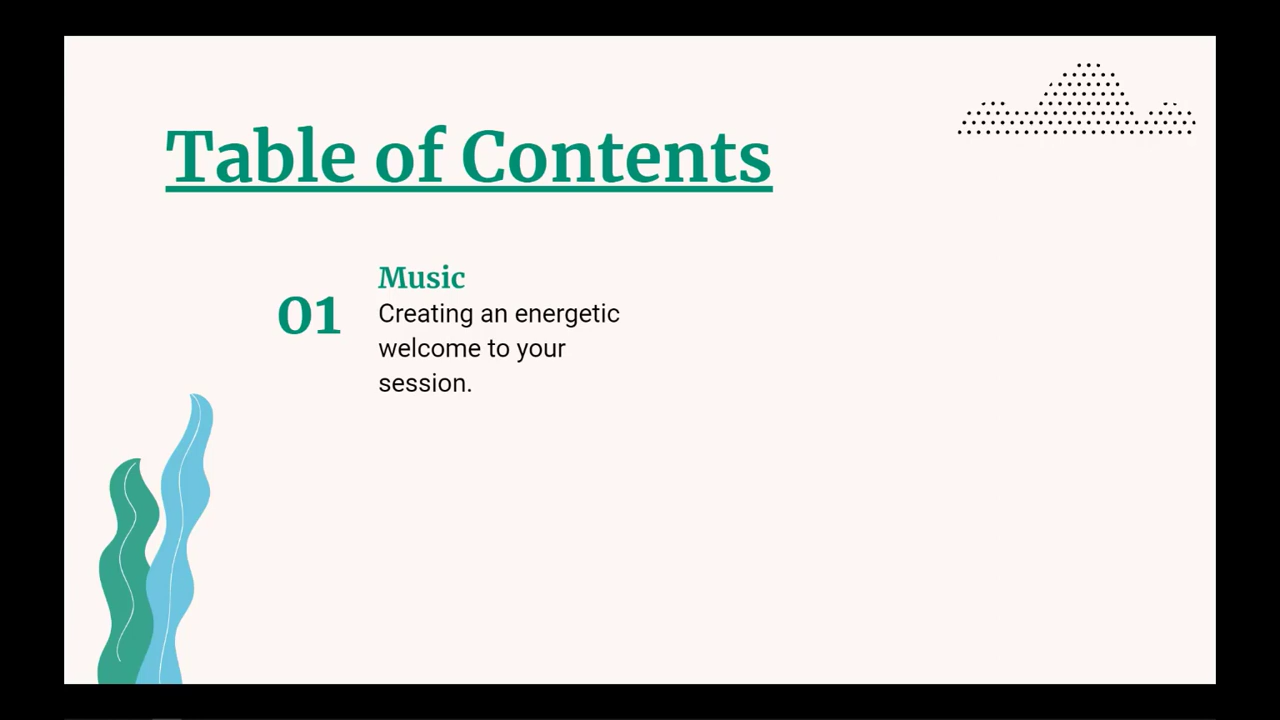 Table of Contents
01
Music
Creating an energetic
welcome to your
session.